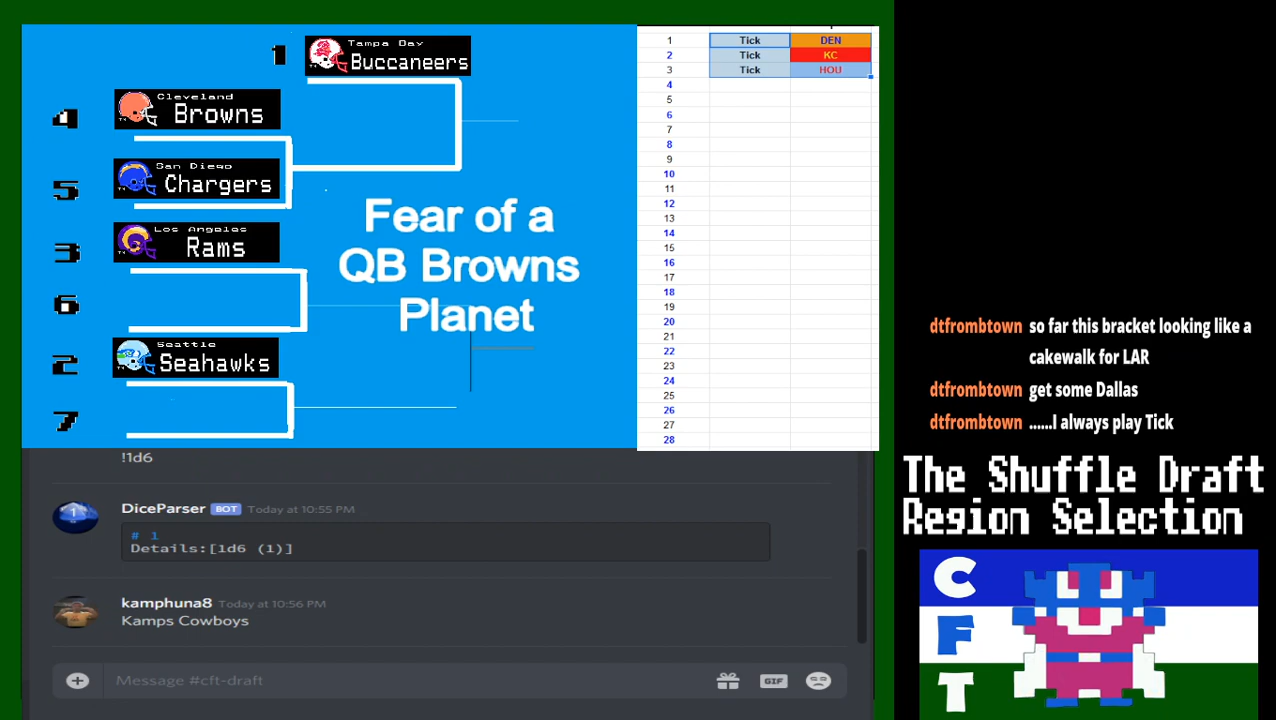 1
Tampa Bay
Buccaneers
4
Cleveland
Browns
5
San Diego
Chargers
3
Los Angeles
Rams
6
2
Seattle
Seahawks
7
Fear of a
QB Browns
Planet
1 Tick DEN
2 Tick KC
3 Tick HOU
4
5
6
7
8
9
10
11
12
13
14
15
16
17
18
19
20
21
22
23
24
25
26
27
28
!1d6
DiceParser BOT Today at 10:55 PM
# 1
Details:[1d6 (1)]
kamphuna8 Today at 10:56 PM
Kamps Cowboys
Message #cft-draft
GIF
dtfrombtown so far this bracket looking like a
cakewalk for LAR
dtfrombtown get some Dallas
dtfrombtown ......I always play Tick
The Shuffle Draft
Region Selection
C
F
T